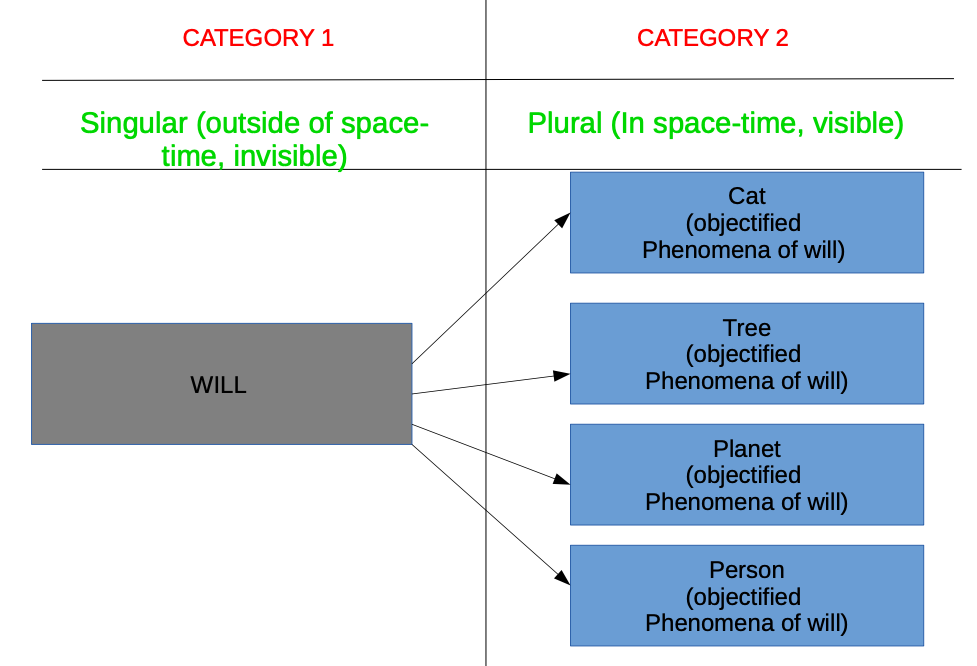 CATEGORY 1
CATEGORY 2
Singular (outside of space-
time, invisible)
Plural (In space-time, visible)
WILL
Cat
(objectified
Phenomena of will)
Tree
(objectified
Phenomena of will)
Planet
(objectified
Phenomena of will)
Person
(objectified
Phenomena of will)